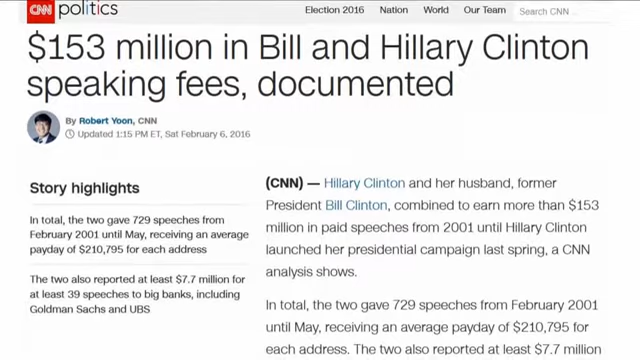 CNN politics
Election 2016 Nation World Our Team Search CNN ...
$153 million in Bill and Hillary Clinton
speaking fees, documented
By Robert Yoon, CNN
Updated 1:15 PM ET, Sat February 6, 2016
Story highlights
In total, the two gave 729 speeches from
February 2001 until May, receiving an average
payday of $210,795 for each address
The two also reported at least $7.7 million for
at least 39 speeches to big banks, including
Goldman Sachs and UBS
(CNN) — Hillary Clinton and her husband, former
President Bill Clinton, combined to earn more than $153
million in paid speeches from 2001 until Hillary Clinton
launched her presidential campaign last spring, a CNN
analysis shows.
In total, the two gave 729 speeches from February 2001
until May, receiving an average payday of $210,795 for
each address. The two also reported at least $7.7 million